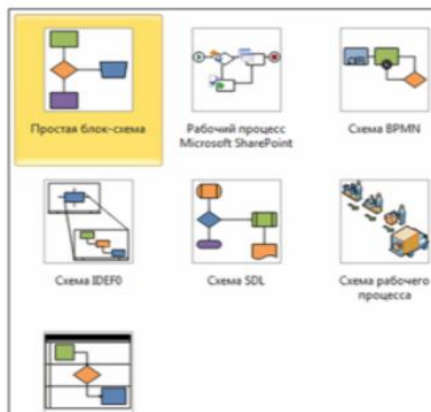 Простая блок-схема
Рабочий процесс
Microsoft SharePoint
Схема BPMN
Схема IDEF0
Схема SDL
Схема рабочего
процесса